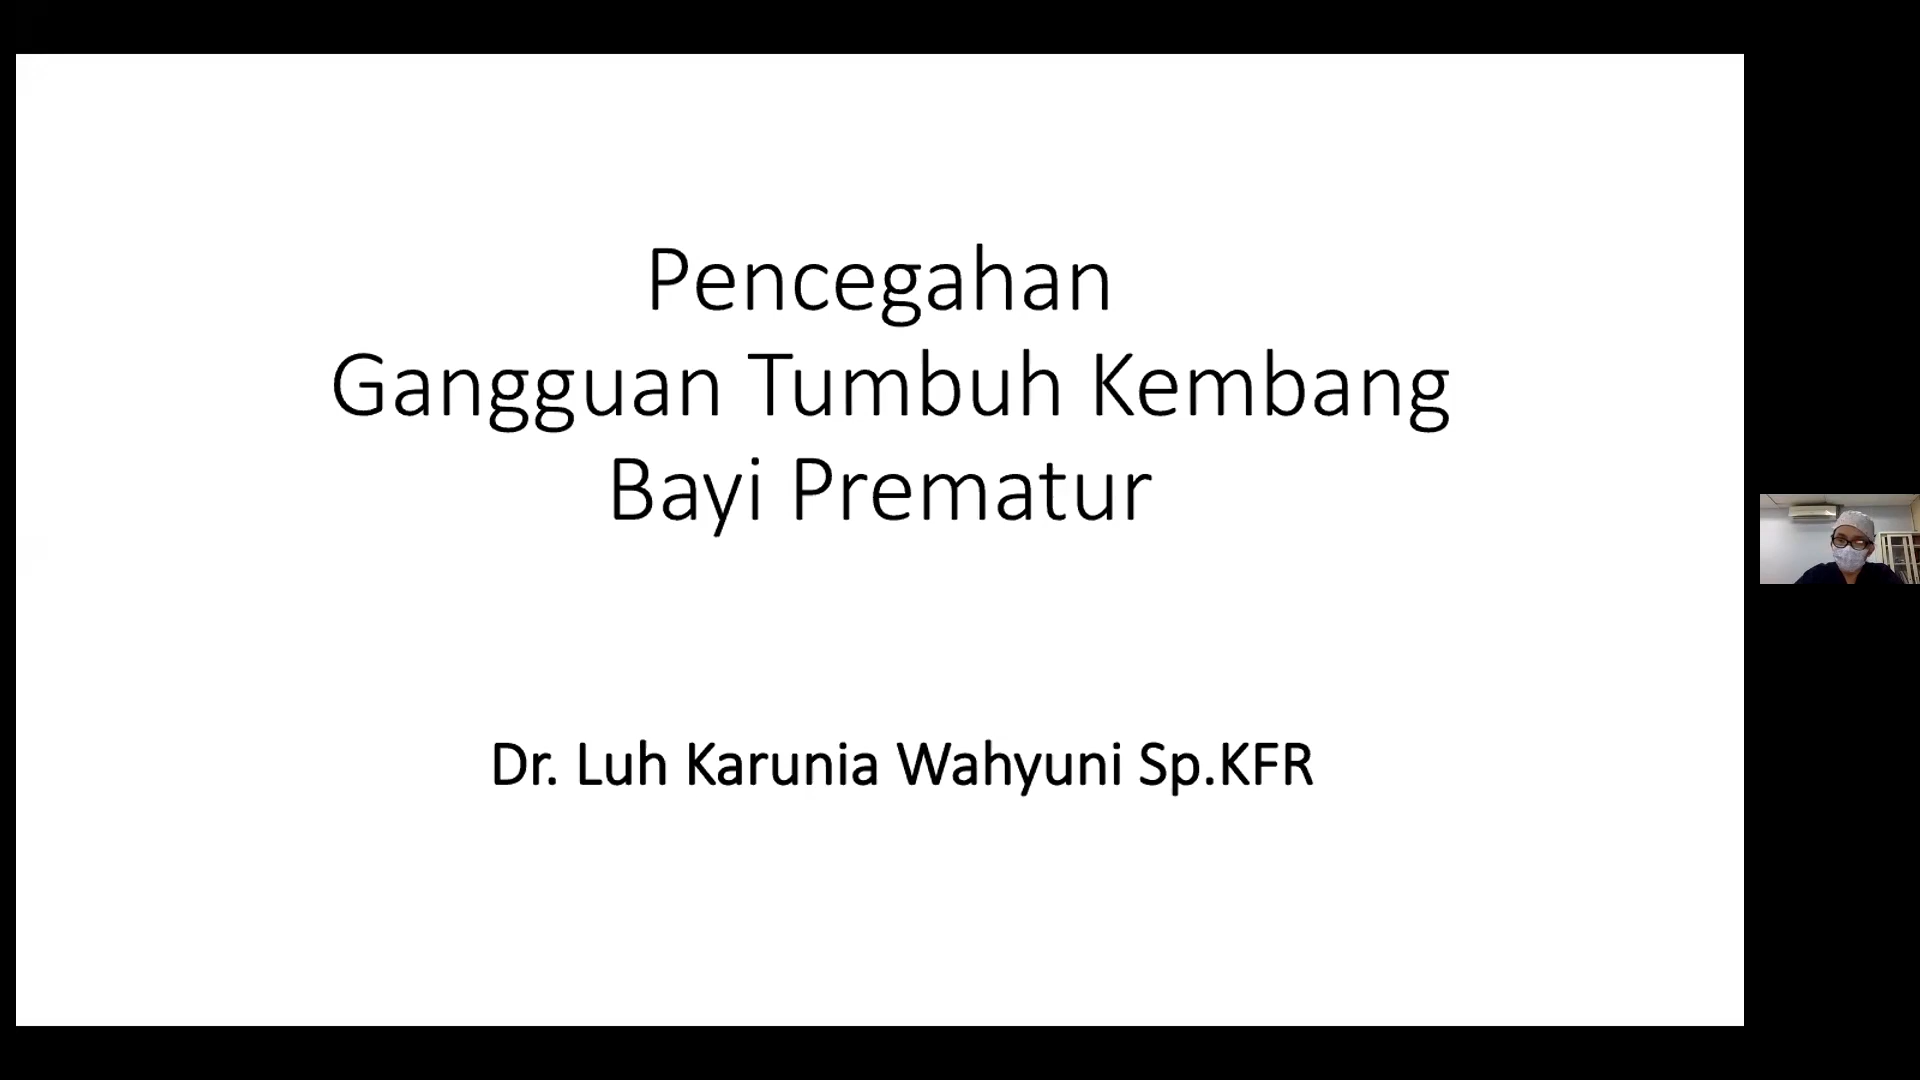 Pencegahan
Gangguan Tumbuh Kembang
Bayi Prematur
Dr. Luh Karunia Wahyuni Sp.KFR